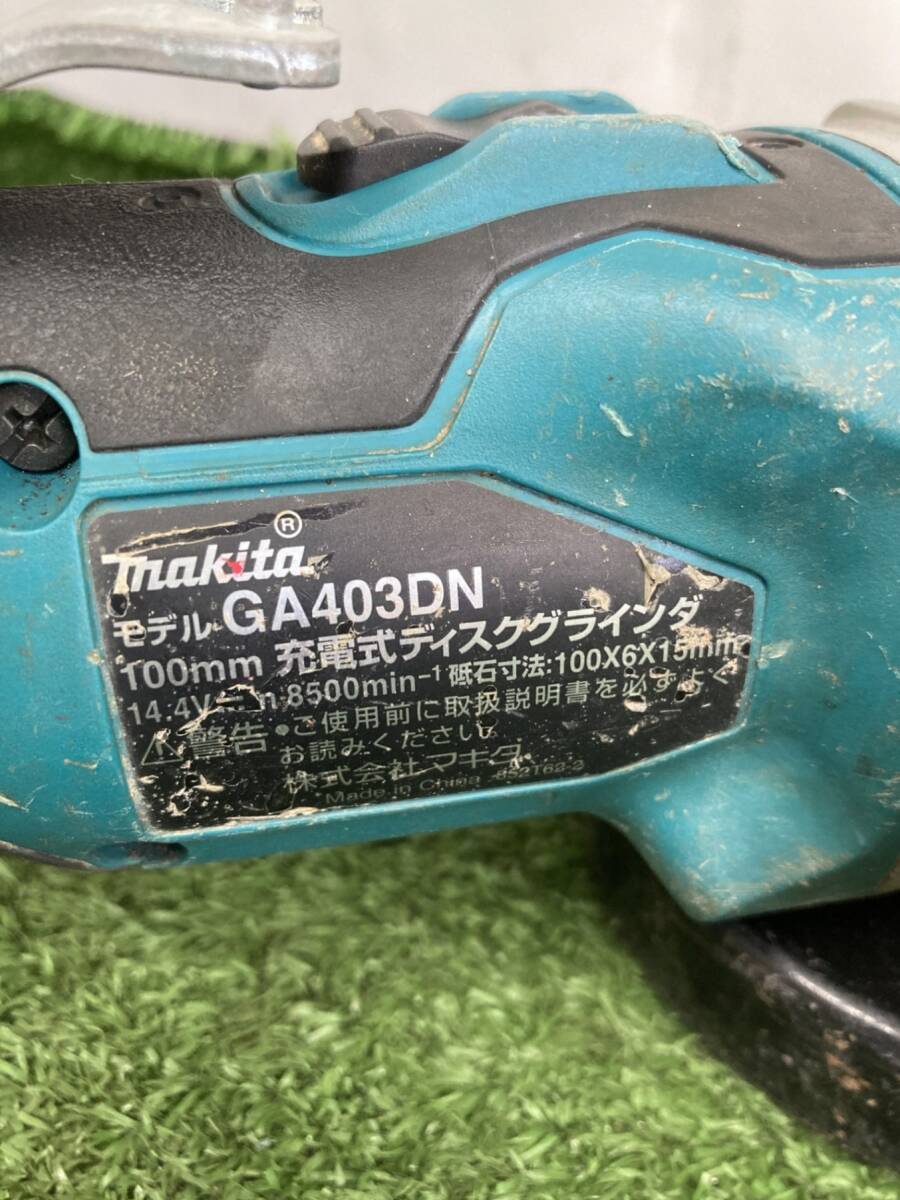 makita®
モデル GA403DN
100mm 充電式ディスクグラインダ
14.4V n:8500min⁻¹ 砥石寸法:100X6X15mm
⚠警告 ●ご使用前に取扱説明書を必ずよく
お読みください
株式会社マキタ
Made in China 852T62-2